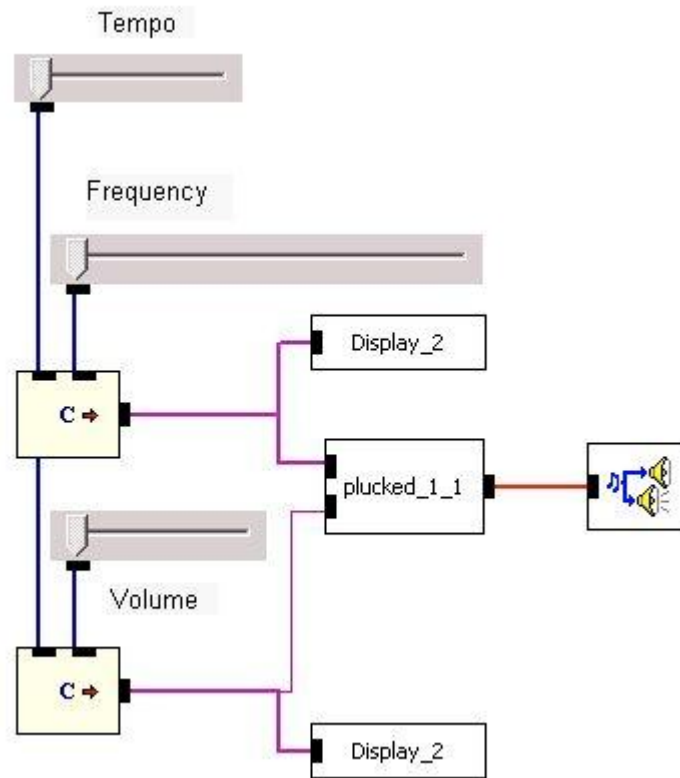 Tempo
Frequency
Display_2
C
plucked_1_1
Volume
C
Display_2